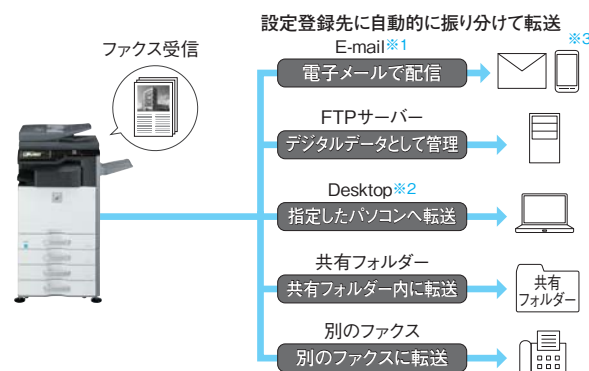 設定登録先に自動的に振り分けて転送
ファクス受信
E-mail※1
※3
電子メールで配信
FTPサーバー
デジタルデータとして管理
Desktop※2
指定したパソコンへ転送
共有フォルダー
共有フォルダー内に転送
共有
フォルダー
別のファクス
別のファクスに転送